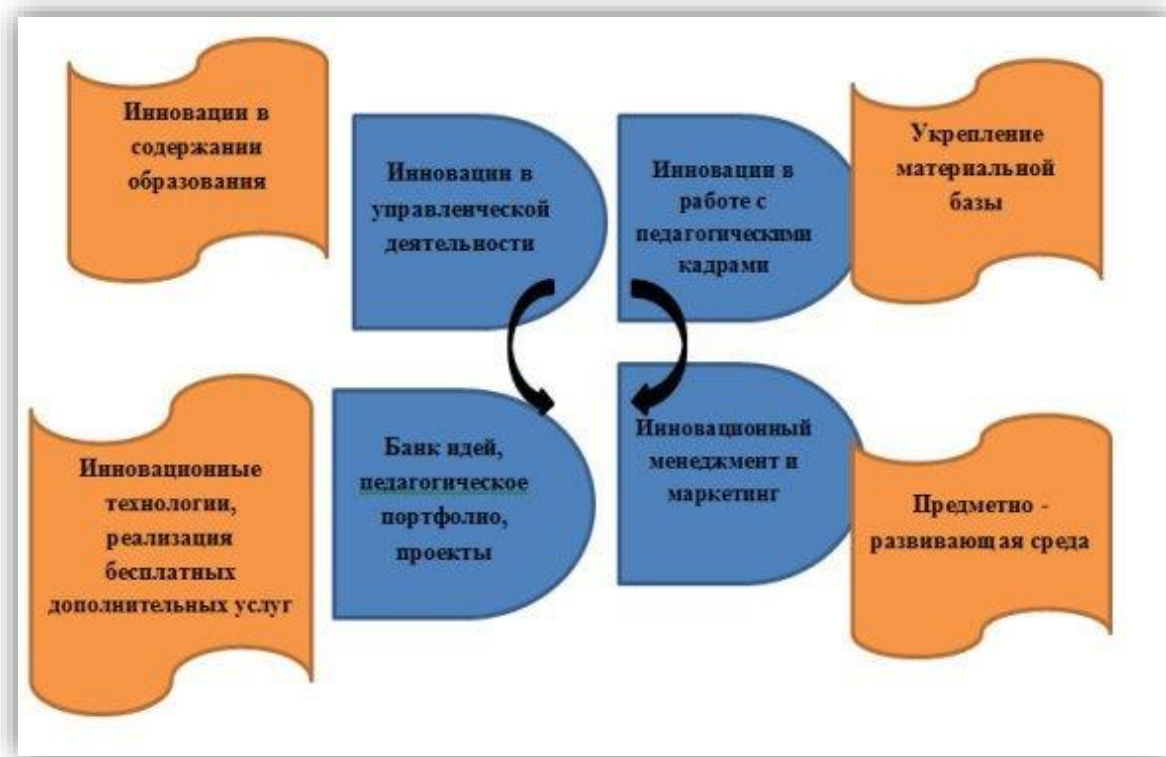 Инновации в
содержании
образования
Инновации в
управленческой
деятельности
Инновации в
работе с
педагогическими
кадрами
Укрепление
материальной
базы
Инновационные
технологии,
реализация
бесплатных
дополнительных услуг
Банк идей,
педагогическое
портфолио,
проекты
Инновационный
менеджмент и
маркетинг
Предметно -
развивающая среда